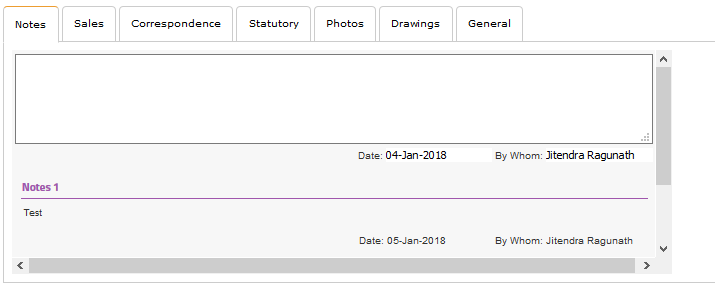 Notes Sales Correspondence Statutory Photos Drawings General
Date: 04-Jan-2018 By Whom: Jitendra Ragunath
Notes 1
Test
Date: 05-Jan-2018 By Whom: Jitendra Ragunath